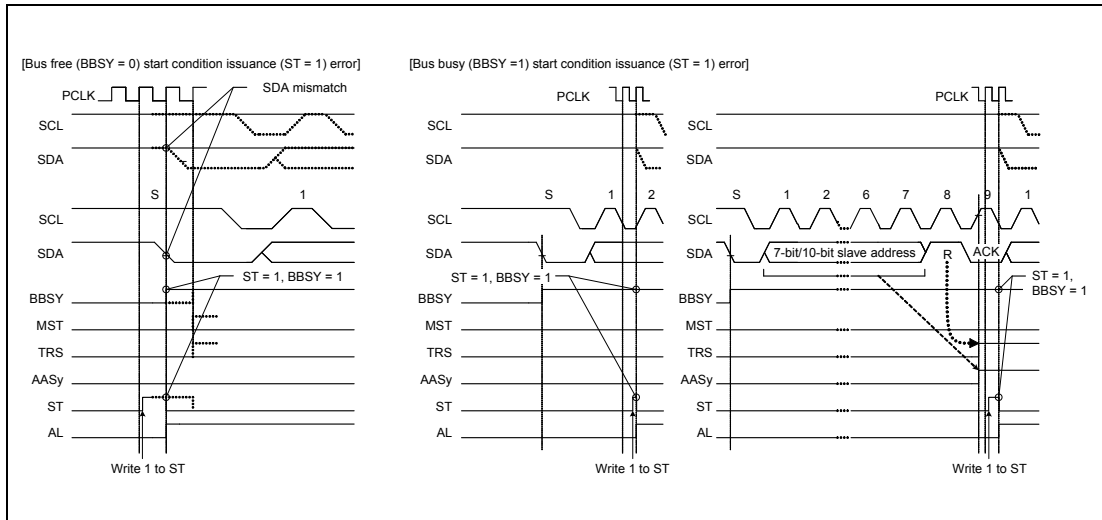 [Bus free (BBSY = 0) start condition issuance (ST = 1) error]
PCLK
SDA mismatch
SCL
SDA
S
1
SCL
SDA
ST = 1, BBSY = 1
BBSY
MST
TRS
AASy
ST
AL
Write 1 to ST
[Bus busy (BBSY =1) start condition issuance (ST = 1) error]
PCLK
SCL
SDA
S
1
2
SCL
SDA
ST = 1, BBSY = 1
BBSY
MST
TRS
AASy
ST
AL
Write 1 to ST
PCLK
SCL
SDA
S
1
2
6
7
8
9
1
SCL
SDA
7-bit/10-bit slave address
R
ACK
ST = 1,
BBSY = 1
BBSY
MST
TRS
AASy
ST
AL
Write 1 to ST